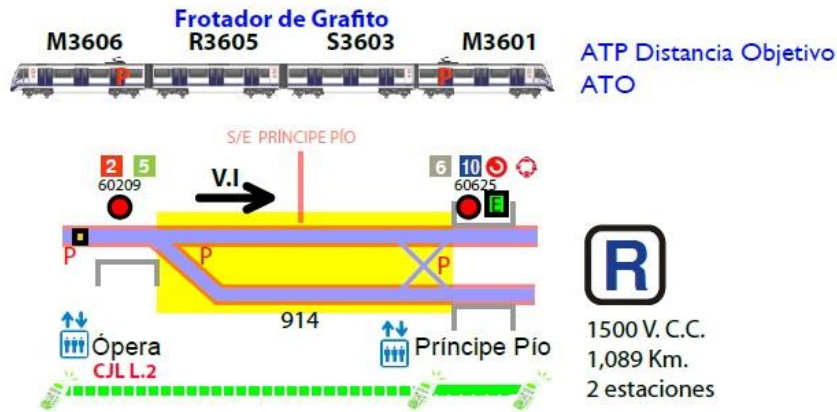 Frotador de Grafito
M3606 R3605 S3603 M3601
P P
ATP Distancia Objetivo
ATO
S/E PRÍNCIPE PÍO
2 5
60209
V.I
6 10
60625
E
P P P
914
Ópera
CJL L.2
Príncipe Pío
R
1500 V. C.C.
1,089 Km.
2 estaciones